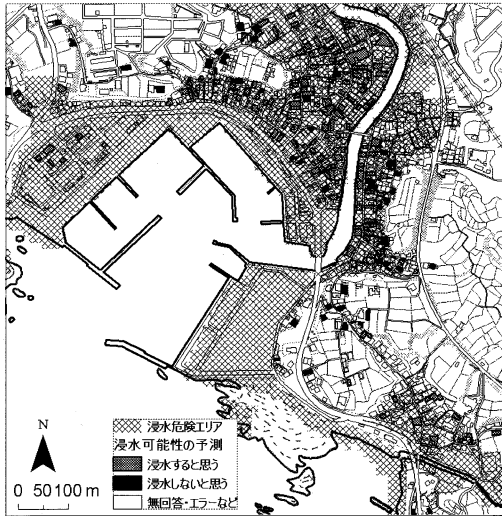 N
0 50 100 m
浸水危険エリア
浸水可能性の予測
浸水すると思う
浸水しないと思う
無回答・エラーなど